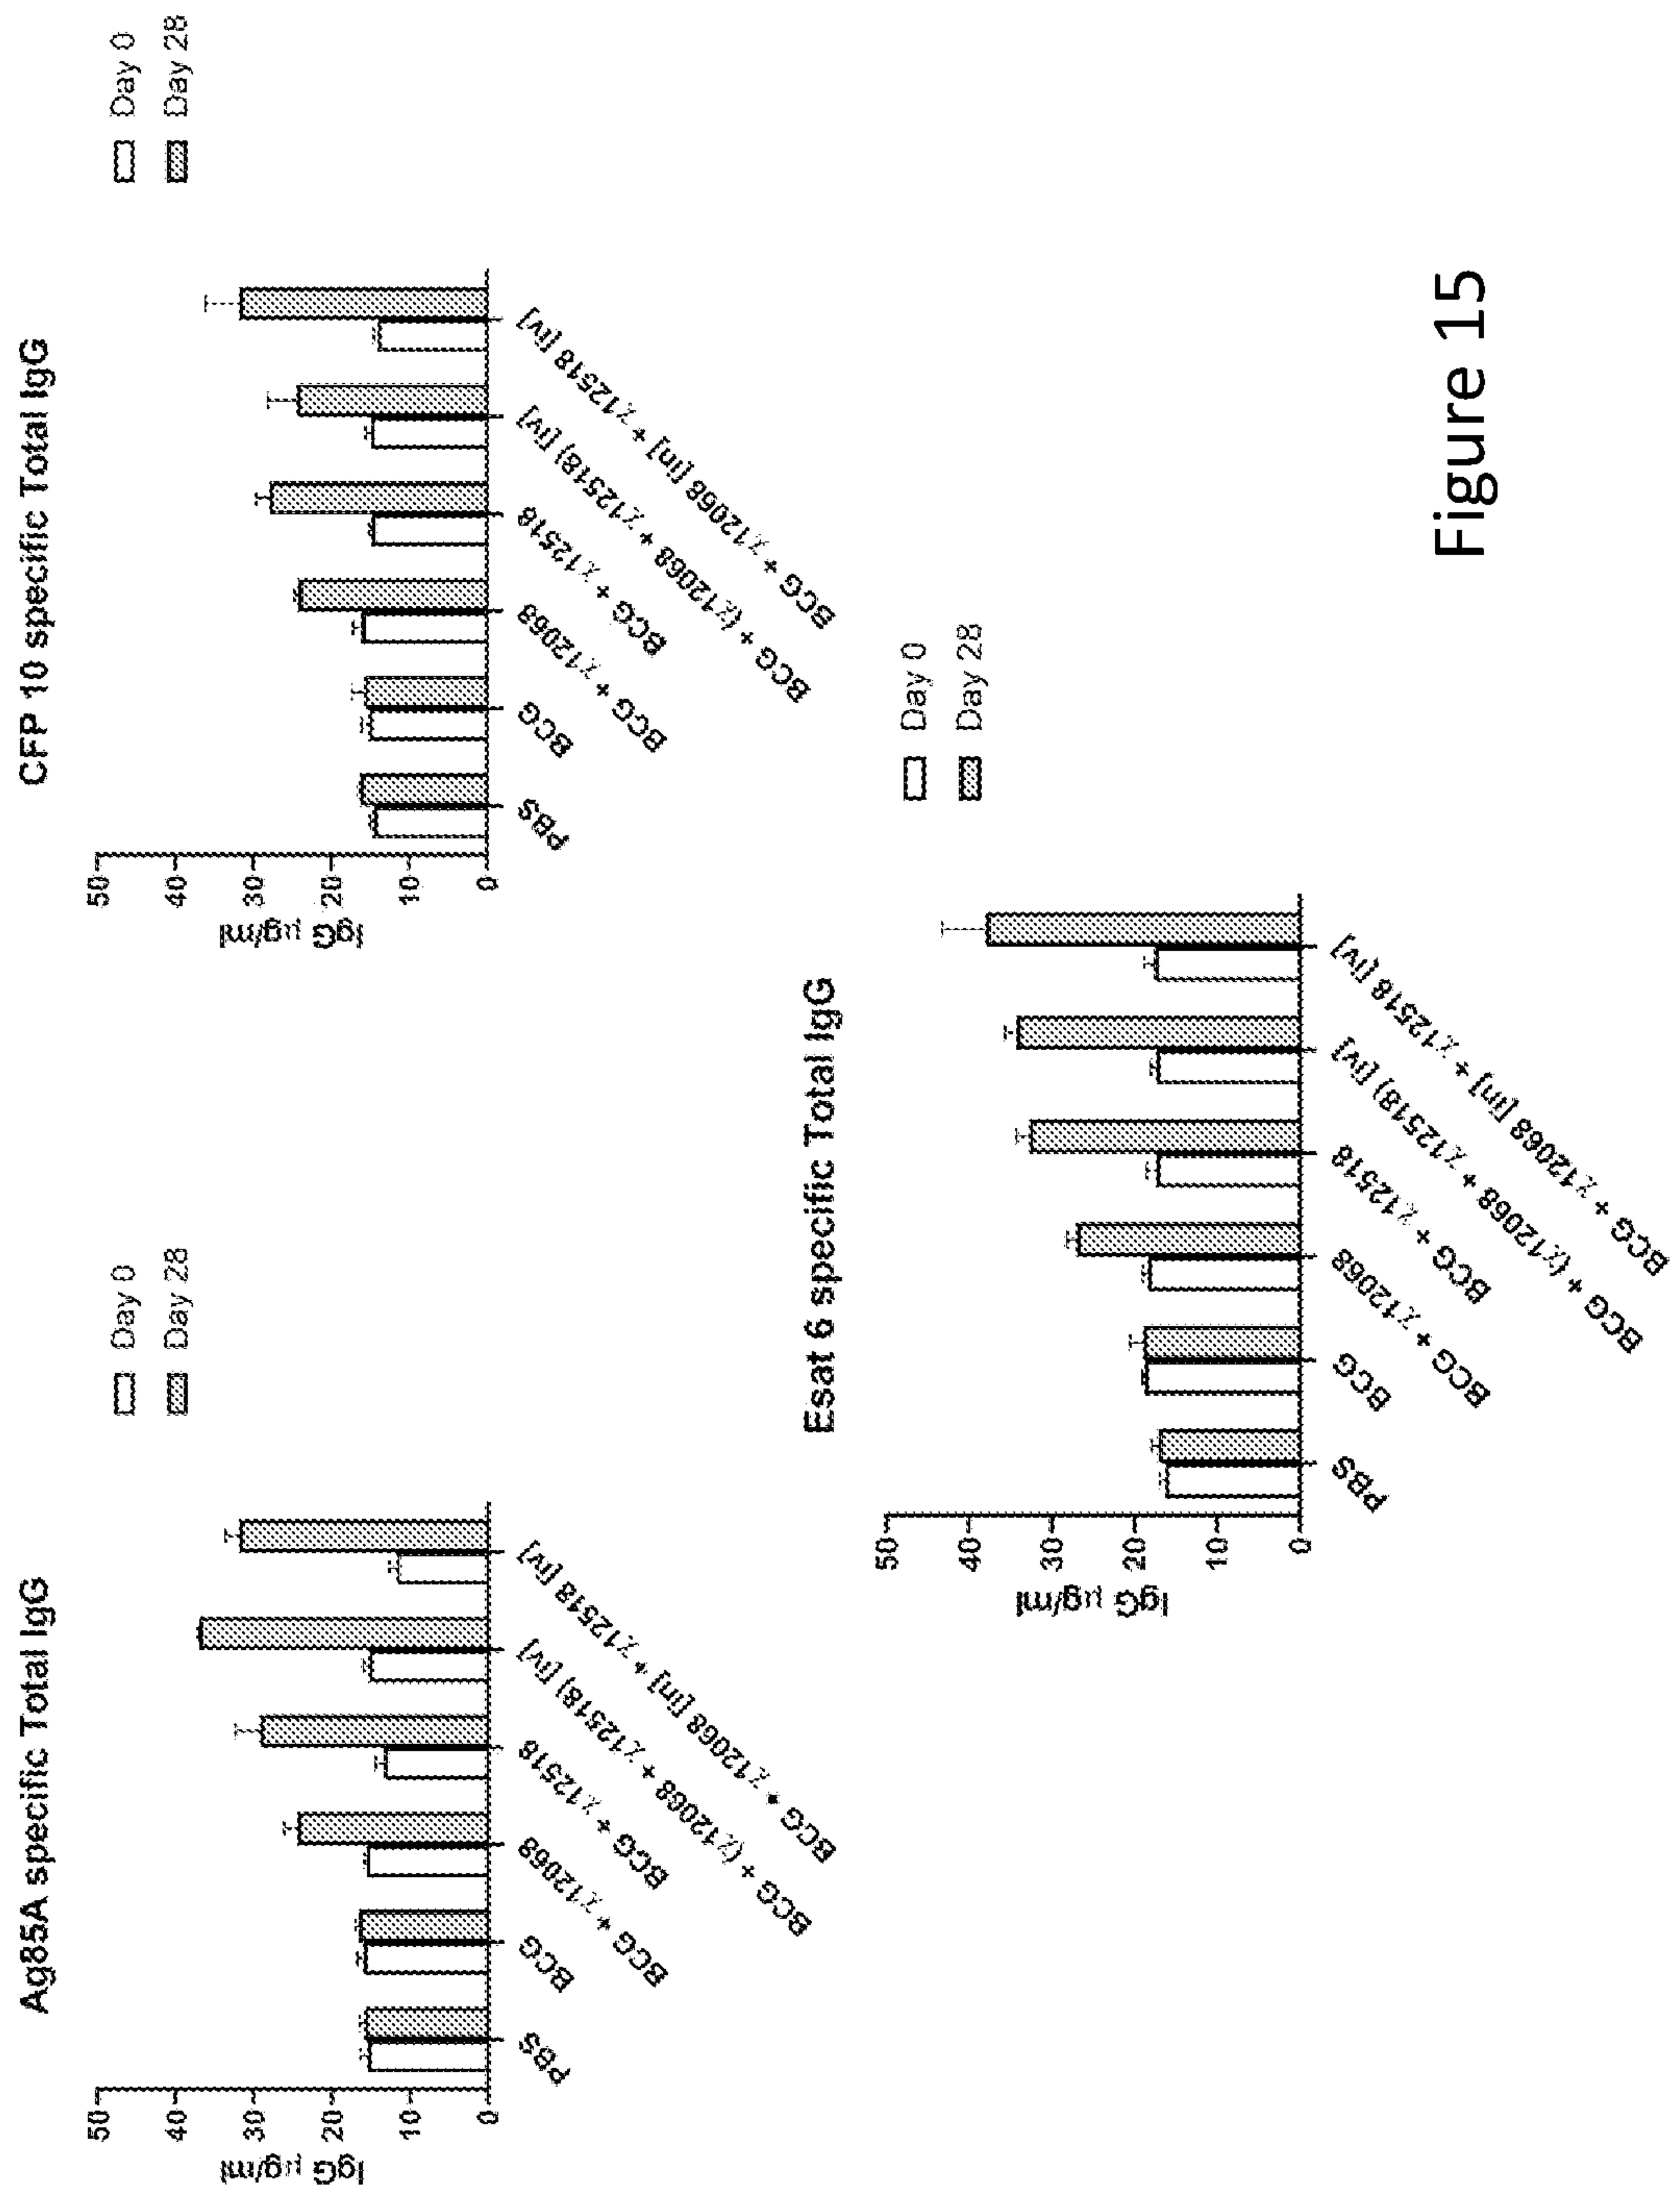 Ag85A specific Total IgG
Day 0
Day 28
IgG µg/ml
50
40
30
20
10
0
PBS
BCG
BCG + χ12068
BCG + χ12518
BCG + (χ12068 + χ12518) [iv]
BCG + χ12068 [in] + χ12518 [iv]
CFP 10 specific Total IgG
Day 0
Day 28
IgG µg/ml
50
40
30
20
10
0
PBS
BCG
BCG + χ12068
BCG + χ12518
BCG + (χ12068 + χ12518) [iv]
BCG + χ12068 [in] + χ12518 [iv]
Esat 6 specific Total IgG
Day 0
Day 28
IgG µg/ml
50
40
30
20
10
0
PBS
BCG
BCG + χ12068
BCG + χ12518
BCG + (χ12068 + χ12518) [iv]
BCG + χ12068 [in] + χ12518 [iv]
Figure 15